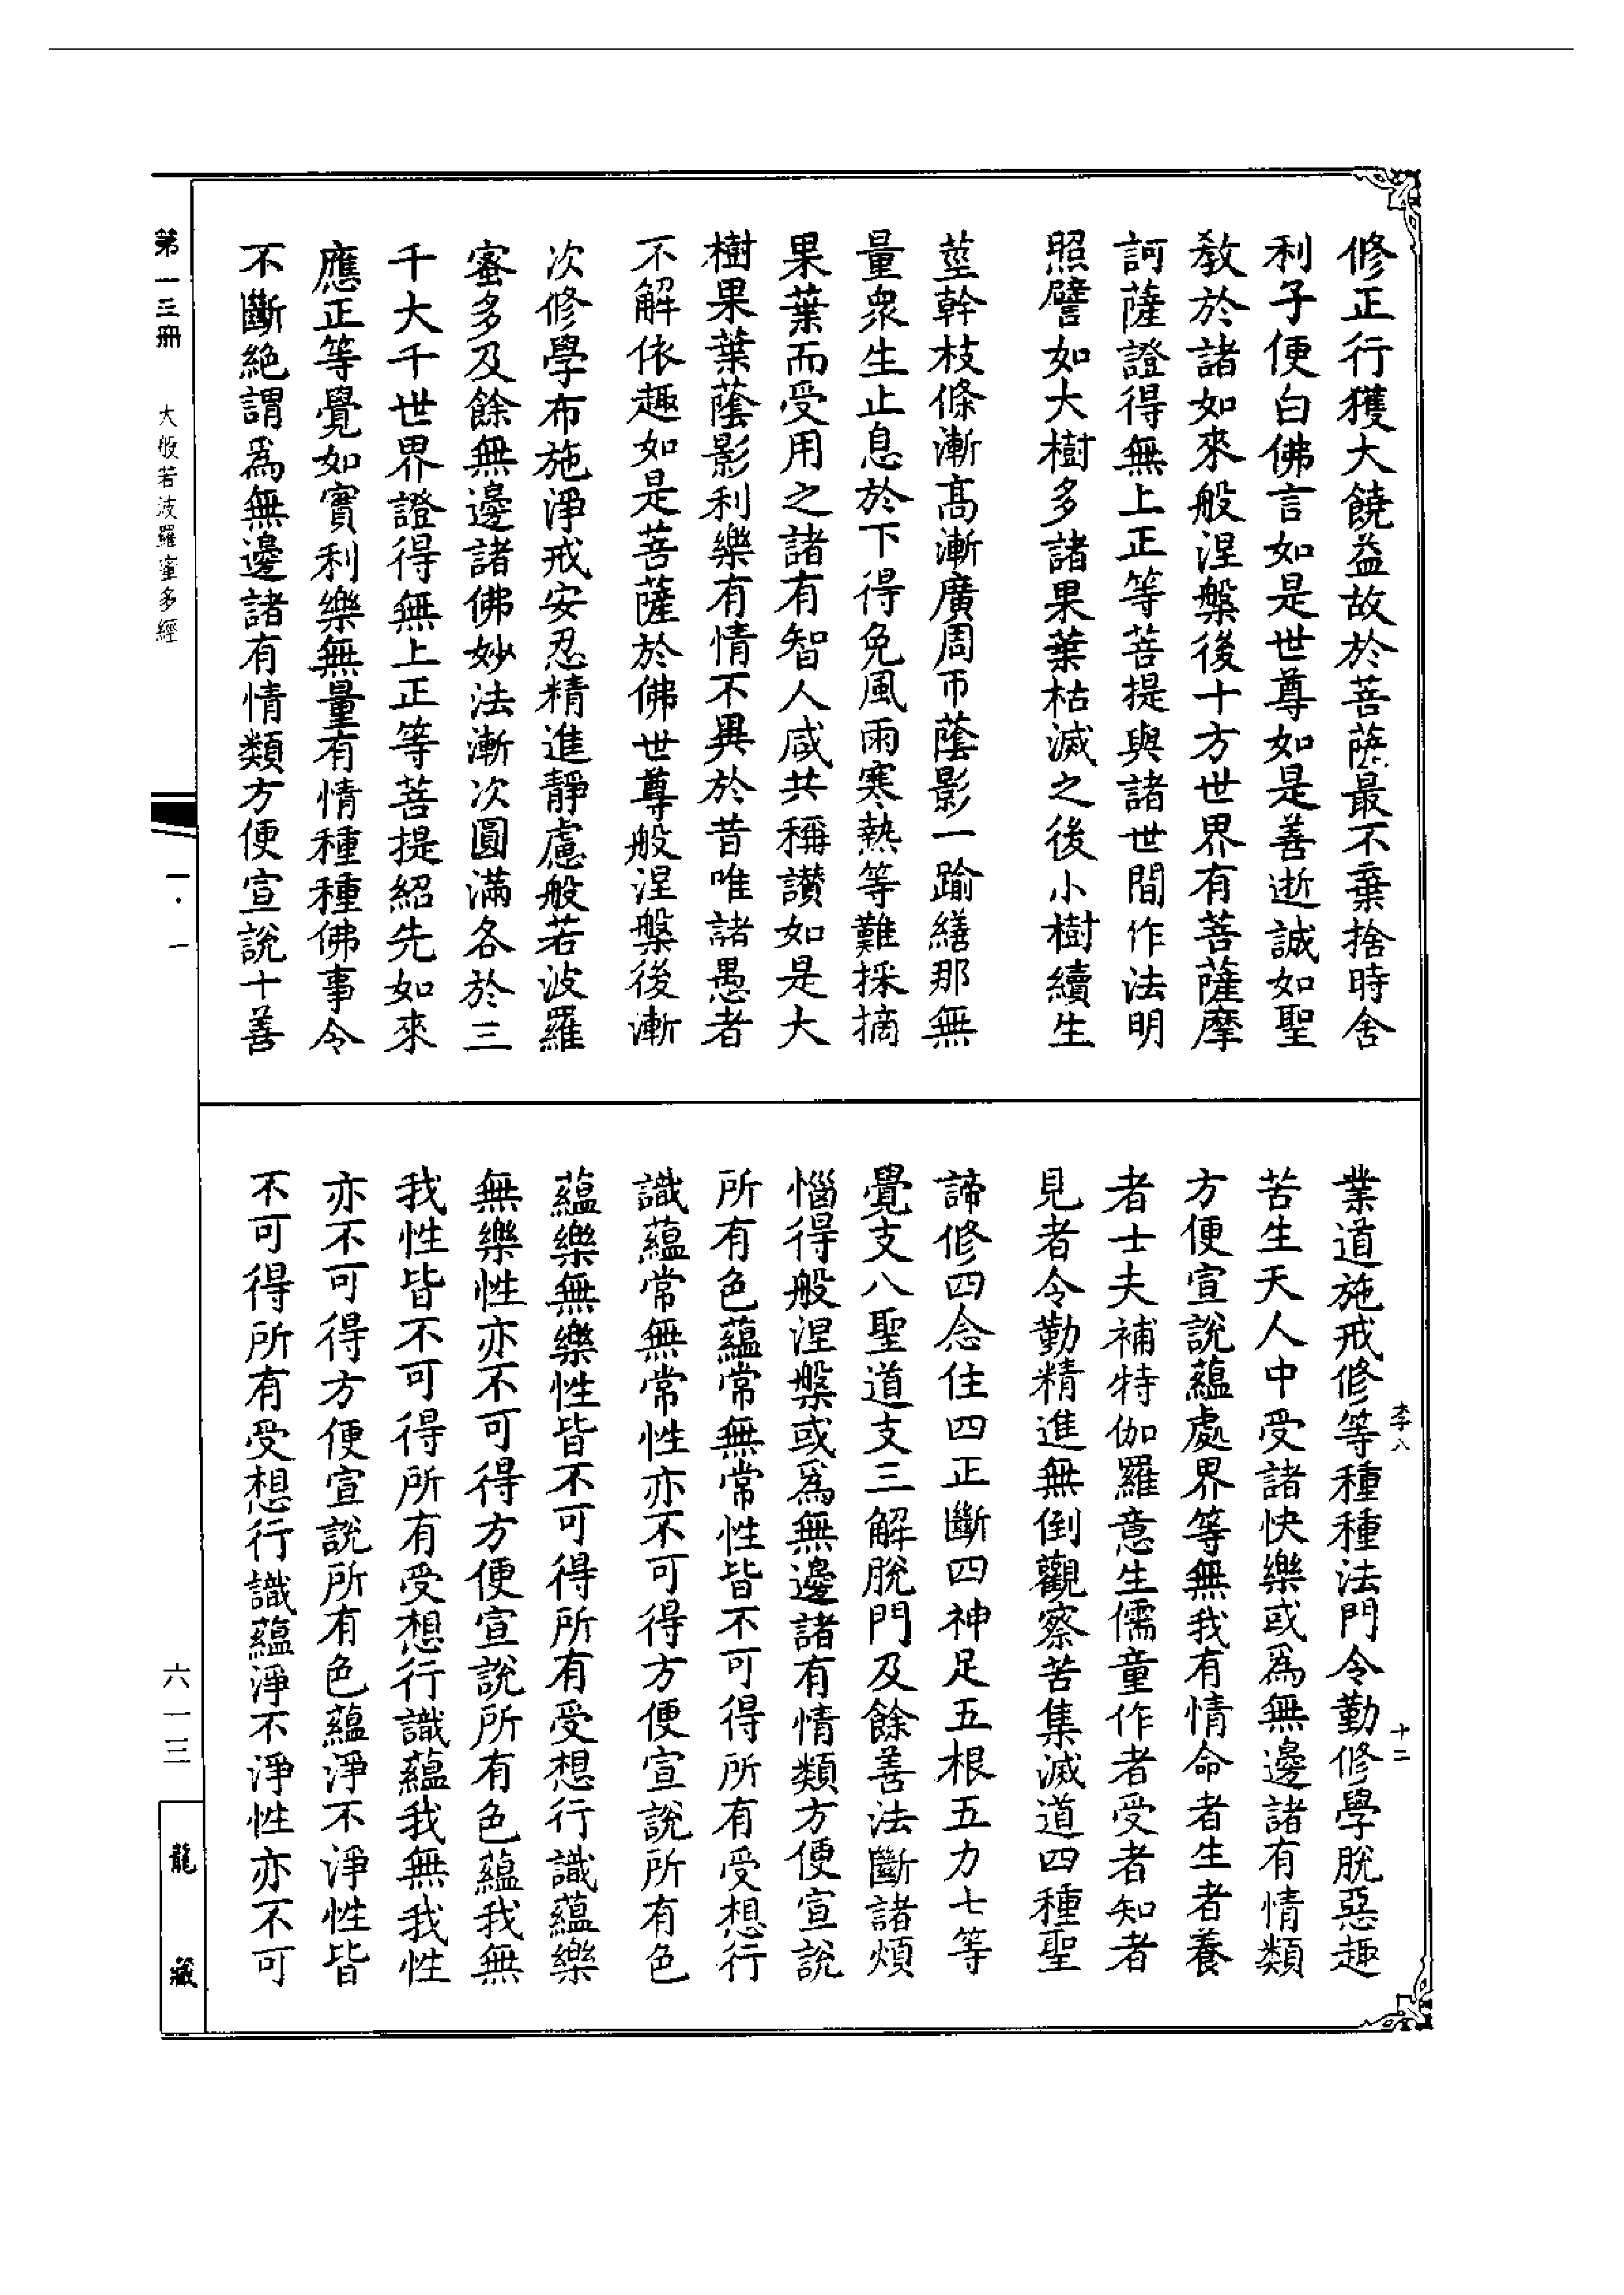 修正行獲大饒益故於菩薩最不棄捨時舍
利子便白佛言如是世尊如是善逝誠如聖
教於諸如來般涅槃後十方世界有菩薩摩
訶薩證得無上正等菩提與諸世間作法明
照譬如大樹多諸果葉枯滅之後小樹續生
莖幹枝條漸高漸廣周帀蔭影一踰繕那無
量衆生止息於下得免風雨寒熱等難採摘
果葉而受用之諸有智人咸共稱讃如是大
樹果葉蔭影利樂有情不異於昔唯諸愚者
不解依趣如是菩薩於佛世尊般涅槃後漸
次修學布施淨戒安忍精進靜慮般若波羅
蜜多及餘無邊諸佛妙法漸次圓滿各於三
千大千世界證得無上正等菩提紹先如來
應正等覺如實利樂無量有情種種佛事令
不斷絶謂爲無邊諸有情類方便宣說十善
業道施戒修等種種法門令勤修學脫惡趣
苦生天人中受諸快樂或爲無邊諸有情類
方便宣說蘊處界等無我有情命者生者養
者士夫補特伽羅意生儒童作者受者知者
見者令勤精進無倒觀察苦集滅道四種聖
諦修四念住四正斷四神足五根五力七等
覺支八聖道支三解脫門及餘善法斷諸煩
惱得般涅槃或爲無邊諸有情類方便宣說
所有色蘊常無常性皆不可得所有受想行
識蘊常無常性亦不可得方便宣說所有色
蘊樂無樂性皆不可得所有受想行識蘊樂
無樂性亦不可得方便宣說所有色蘊我無
我性皆不可得所有受想行識蘊我無我性
亦不可得方便宣說所有色蘊淨不淨性皆
不可得所有受想行識蘊淨不淨性亦不可
李八
十二
第一三册 大般若波羅蜜多經
一·一
六一三
龍藏